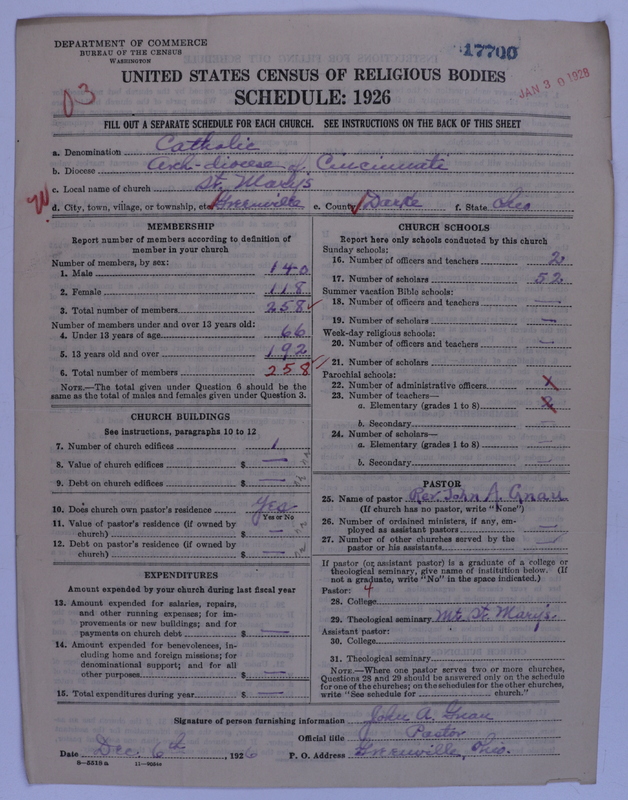 DEPARTMENT OF COMMERCE
BUREAU OF THE CENSUS
WASHINGTON
17700
JAN 3 0 1928
UNITED STATES CENSUS OF RELIGIOUS BODIES
SCHEDULE: 1926
03
FILL OUT A SEPARATE SCHEDULE FOR EACH CHURCH. SEE INSTRUCTIONS ON THE BACK OF THIS SHEET
a. Denomination Catholic
b. Diocese Arch-diocese of Cincinnati
c. Local name of church St. Mary's
d. City, town, village, or township, etc. Greenville e. County Darke f. State Ohio
MEMBERSHIP
Report number of members according to definition of
member in your church
Number of members, by sex:
1. Male 140
2. Female 118
3. Total number of members 258
Number of members under and over 13 years old:
4. Under 13 years of age 66
5. 13 years old and over 192
6. Total number of members 258
NOTE.—The total given under Question 6 should be the
same as the total of males and females given under Question 3.
CHURCH BUILDINGS
See instructions, paragraphs 10 to 12
7. Number of church edifices 1
8. Value of church edifices $ —
9. Debt on church edifices $ —
10. Does church own pastor's residence Yes
Yes or No
11. Value of pastor's residence (if owned by
church) $ —
12. Debt on pastor's residence (if owned by
church) $ —
EXPENDITURES
Amount expended by your church during last fiscal year
13. Amount expended for salaries, repairs,
and other running expenses; for im-
provements or new buildings; and for
payments on church debt $ —
14. Amount expended for benevolences, in-
cluding home and foreign missions; for
denominational support; and for all
other purposes $ —
15. Total expenditures during year $ —
CHURCH SCHOOLS
Report here only schools conducted by this church
Sunday schools:
16. Number of officers and teachers 2
17. Number of scholars 52
Summer vacation Bible schools:
18. Number of officers and teachers —
19. Number of scholars —
Week-day religious schools:
20. Number of officers and teachers —
21. Number of scholars —
Parochial schools:
22. Number of administrative officers
23. Number of teachers—
a. Elementary (grades 1 to 8)
b. Secondary —
24. Number of scholars—
a. Elementary (grades 1 to 8) —
b. Secondary —
PASTOR
25. Name of pastor Rev. John A. Gnau
(If church has no pastor, write "None")
26. Number of ordained ministers, if any, em-
ployed as assistant pastors —
27. Number of other churches served by the
pastor or his assistants —
If pastor (or assistant pastor) is a graduate of a college or
theological seminary, give name of institution below. (If
not a graduate, write "No" in the space indicated.)
Pastor: 4
28. College
29. Theological seminary Mt. St. Mary's
Assistant pastor:
30. College
31. Theological seminary
NOTE.—Where one pastor serves two or more churches,
Questions 28 and 29 should be answered only on the schedule
for one of the churches; on the schedules for the other churches,
write "See schedule for church."
Signature of person furnishing information John A. Gnau
Official title Pastor
Date Dec. 6th, 1926 P. O. Address Greenville, Ohio.
8—5519 a